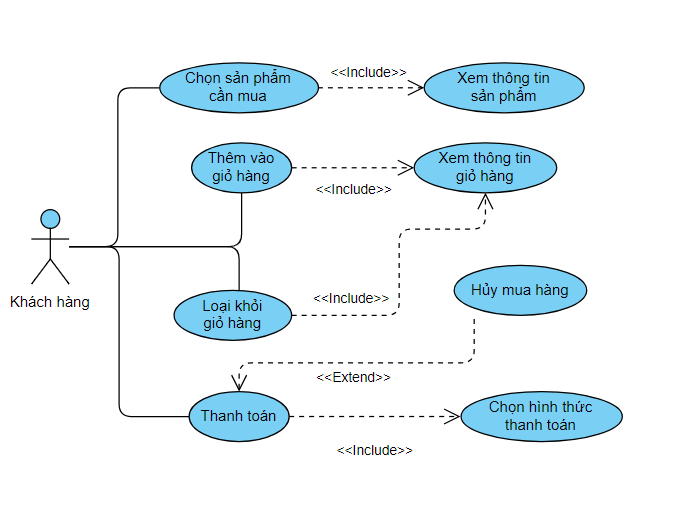 Chọn sản phẩm
cần mua
<<Include>>
Xem thông tin
sản phẩm
Thêm vào
giỏ hàng
<<Include>>
Xem thông tin
giỏ hàng
Khách hàng
Loại khỏi
giỏ hàng
<<Include>>
Hủy mua hàng
<<Extend>>
Thanh toán
<<Include>>
Chọn hình thức
thanh toán